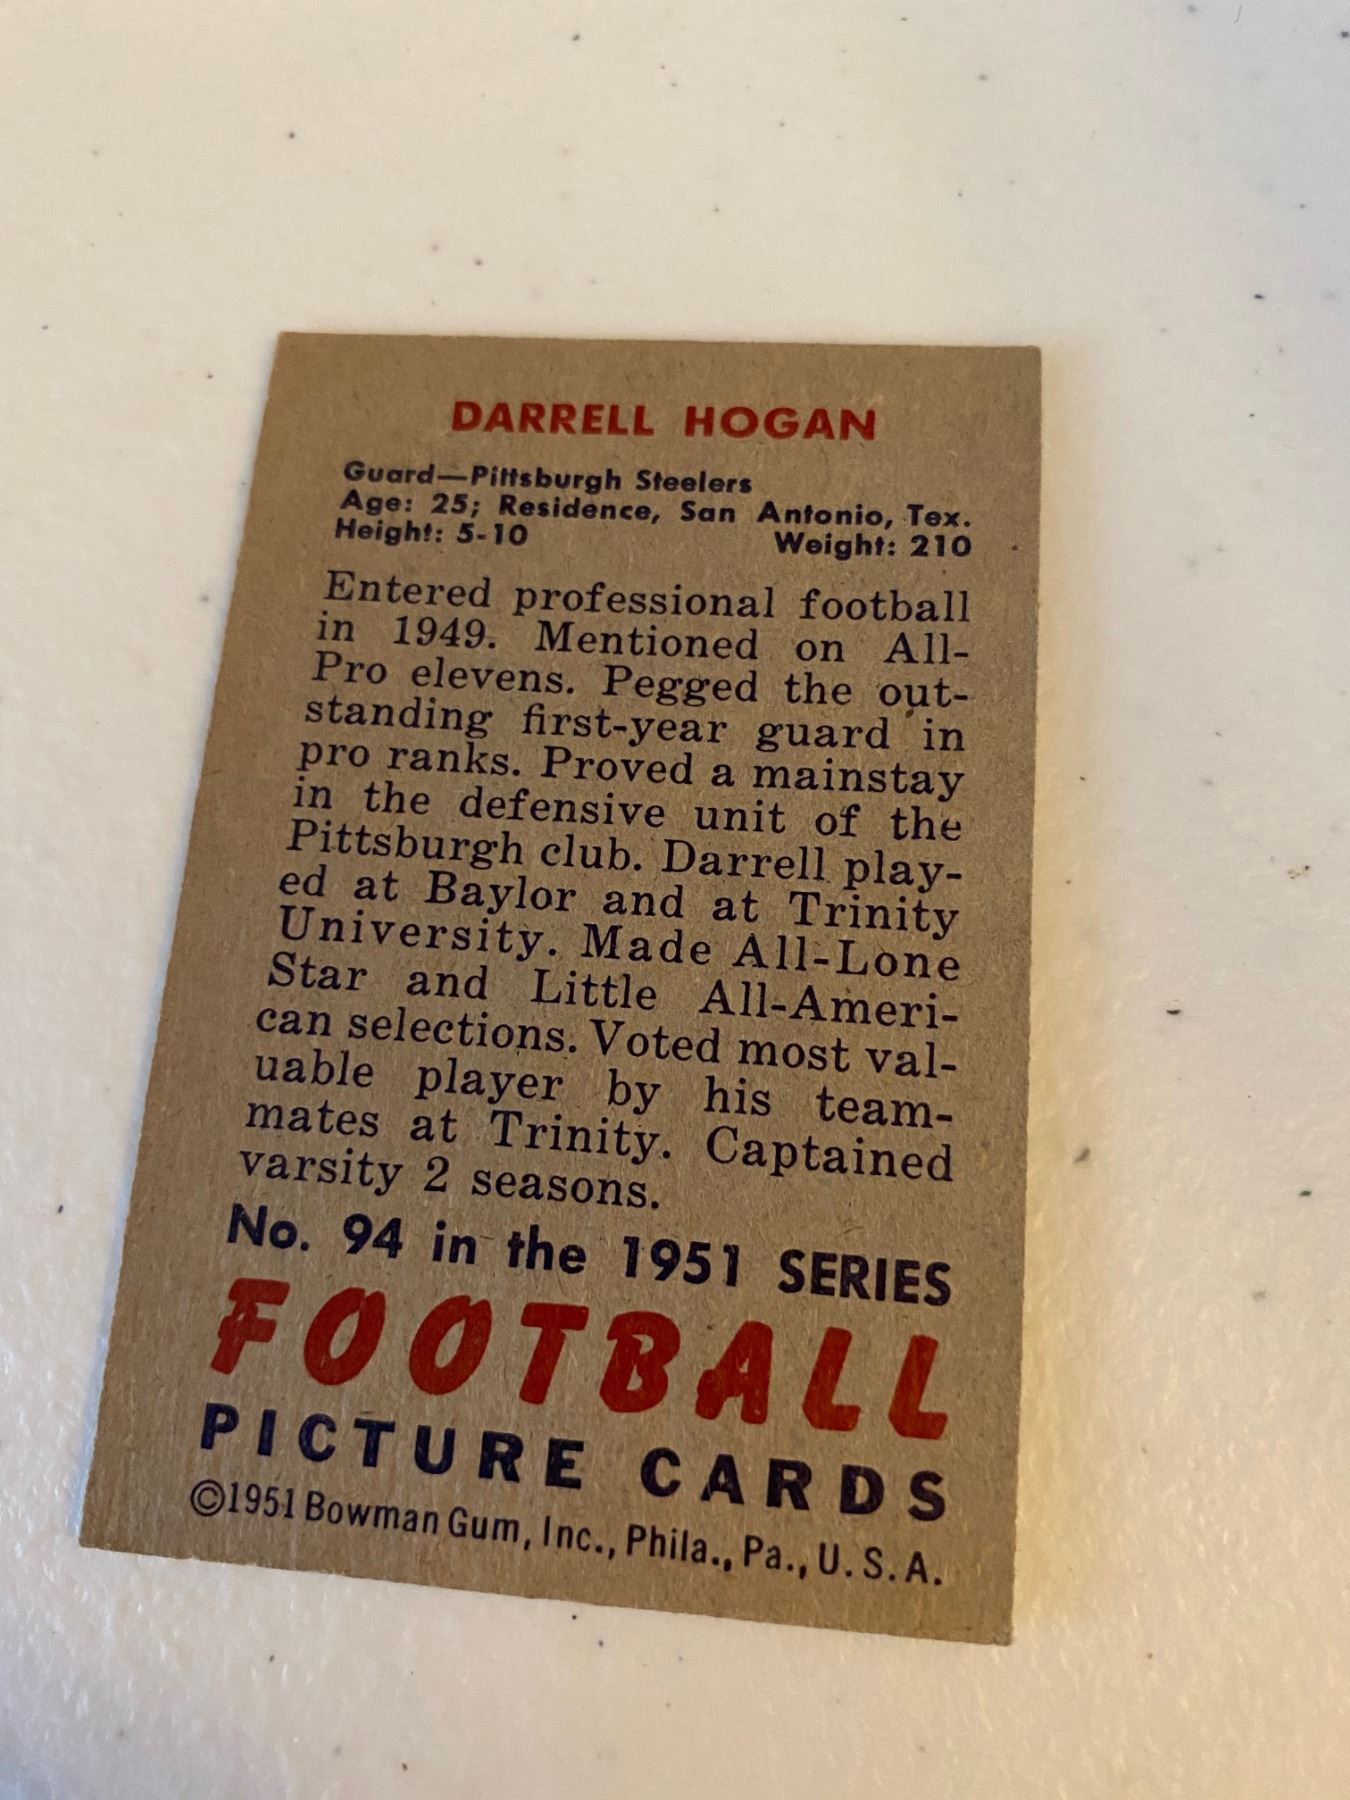 DARRELL HOGAN
Guard—Pittsburgh Steelers
Age: 25; Residence, San Antonio, Tex.
Height: 5-10 Weight: 210
Entered professional football
in 1949. Mentioned on All-
Pro elevens. Pegged the out-
standing first-year guard in
pro ranks. Proved a mainstay
in the defensive unit of the
Pittsburgh club. Darrell play-
ed at Baylor and at Trinity
University. Made All-Lone
Star and Little All-Ameri-
can selections. Voted most val-
uable player by his team-
mates at Trinity. Captained
varsity 2 seasons.
No. 94 in the 1951 SERIES
FOOTBALL
PICTURE CARDS
©1951 Bowman Gum, Inc., Phila., Pa., U. S. A.